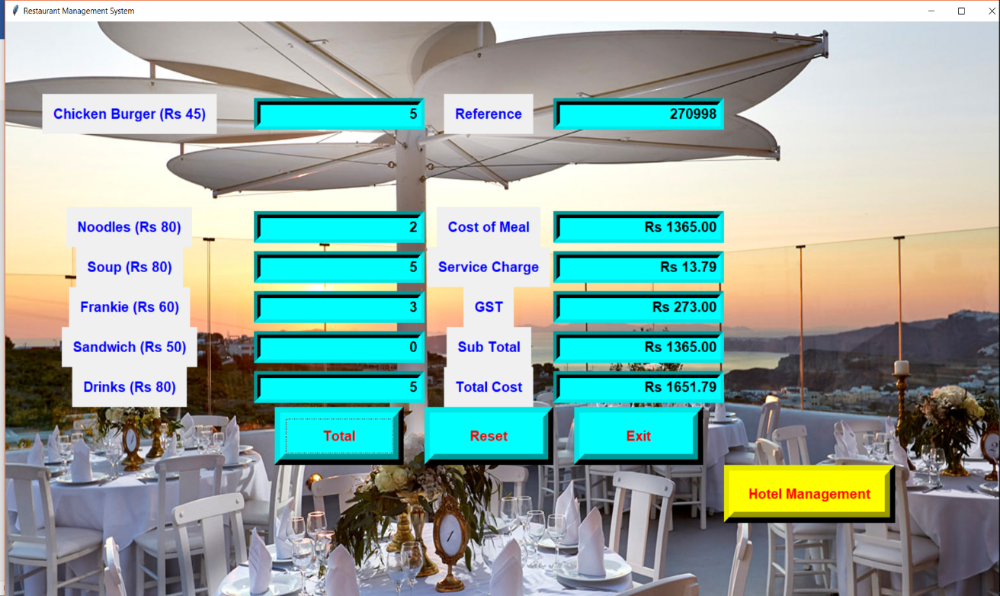 Restaurant Management System
Chicken Burger (Rs 45) 5 Reference 270998
Noodles (Rs 80) 2 Cost of Meal Rs 1365.00
Soup (Rs 80) 5 Service Charge Rs 13.79
Frankie (Rs 60) 3 GST Rs 273.00
Sandwich (Rs 50) 0 Sub Total Rs 1365.00
Drinks (Rs 80) 5 Total Cost Rs 1651.79
Total Reset Exit
Hotel Management